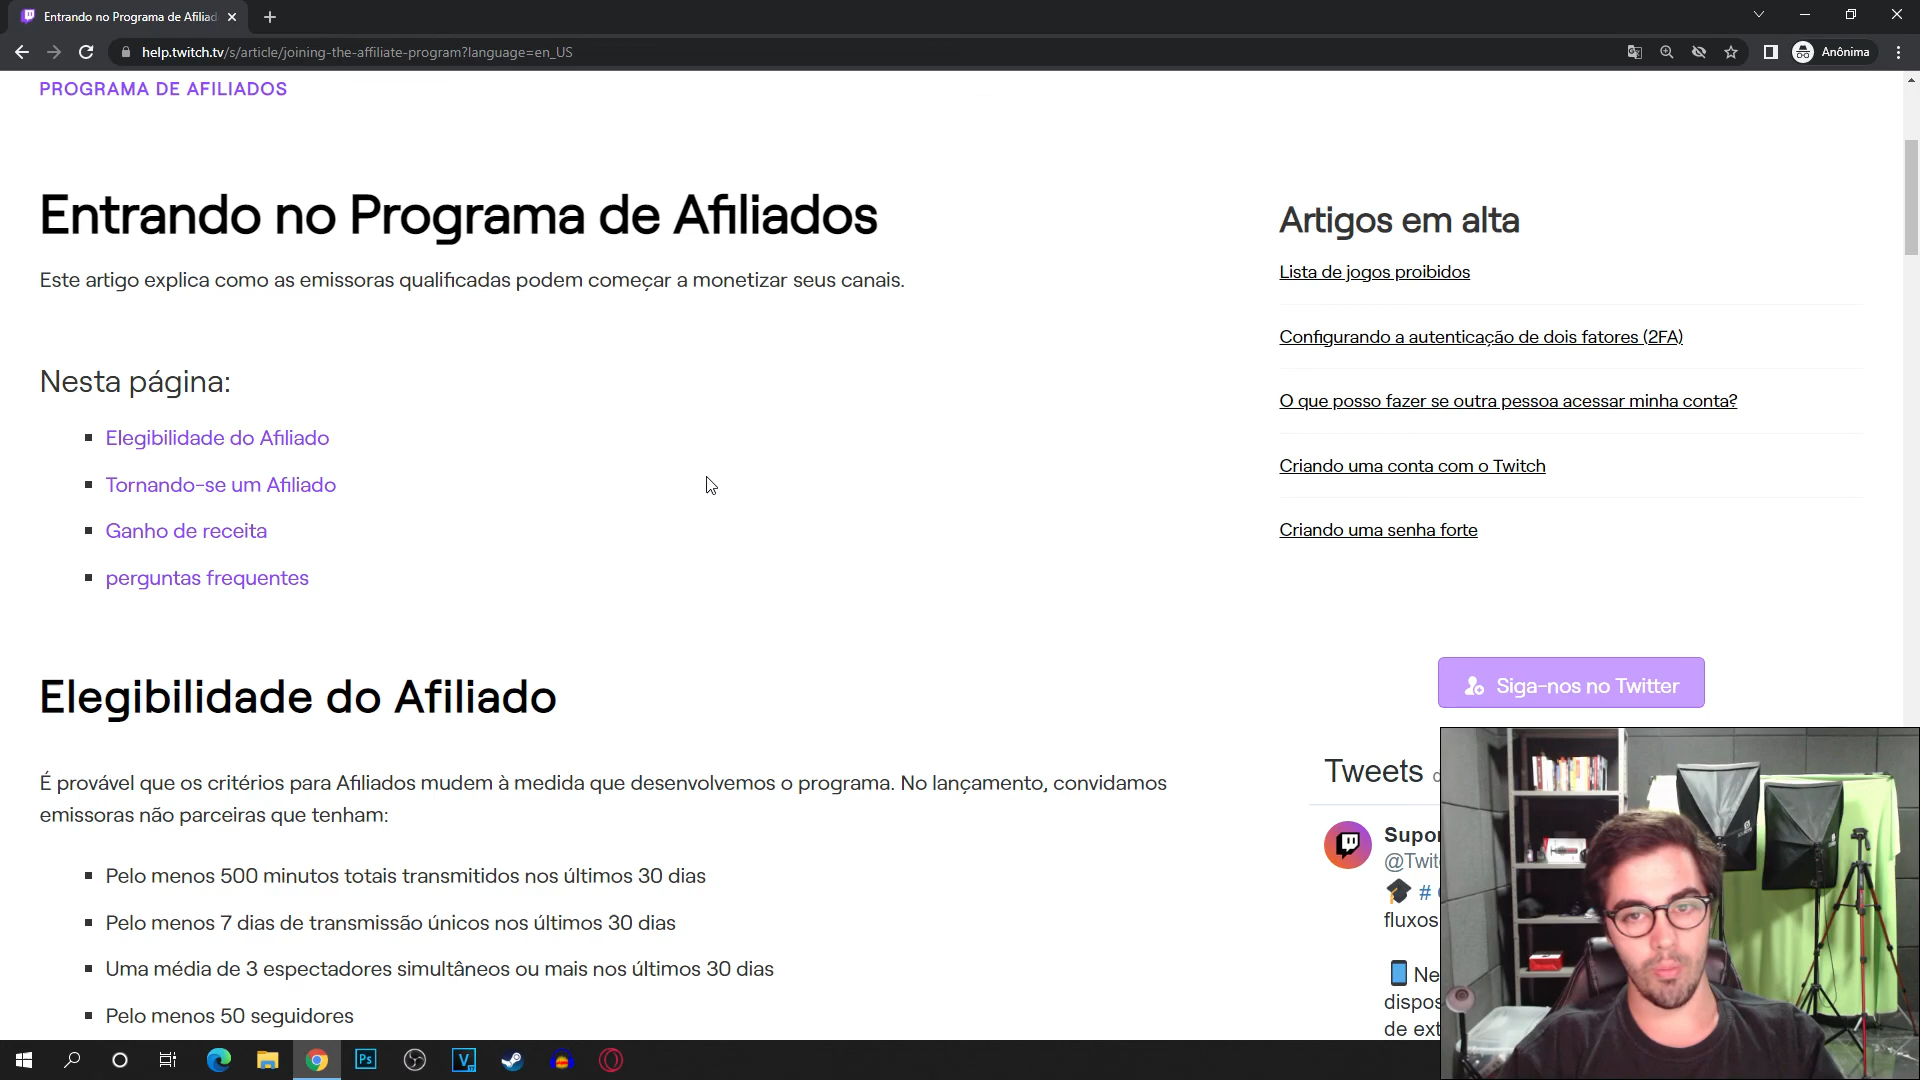 Entrando no Programa de Afiliad
help.twitch.tv/s/article/joining-the-affiliate-program?language=en_US
Anônima
PROGRAMA DE AFILIADOS
Entrando no Programa de Afiliados
Este artigo explica como as emissoras qualificadas podem começar a monetizar seus canais.
Nesta página:
Elegibilidade do Afiliado
Tornando-se um Afiliado
Ganho de receita
perguntas frequentes
Elegibilidade do Afiliado
É provável que os critérios para Afiliados mudem à medida que desenvolvemos o programa. No lançamento, convidamos
emissoras não parceiras que tenham:
Pelo menos 500 minutos totais transmitidos nos últimos 30 dias
Pelo menos 7 dias de transmissão únicos nos últimos 30 dias
Uma média de 3 espectadores simultâneos ou mais nos últimos 30 dias
Pelo menos 50 seguidores
Artigos em alta
Lista de jogos proibidos
Configurando a autenticação de dois fatores (2FA)
O que posso fazer se outra pessoa acessar minha conta?
Criando uma conta com o Twitch
Criando uma senha forte
Siga-nos no Twitter
Tweets
Supor
@Twit
#
fluxos
Ne
dispos
de ext
Ps
V